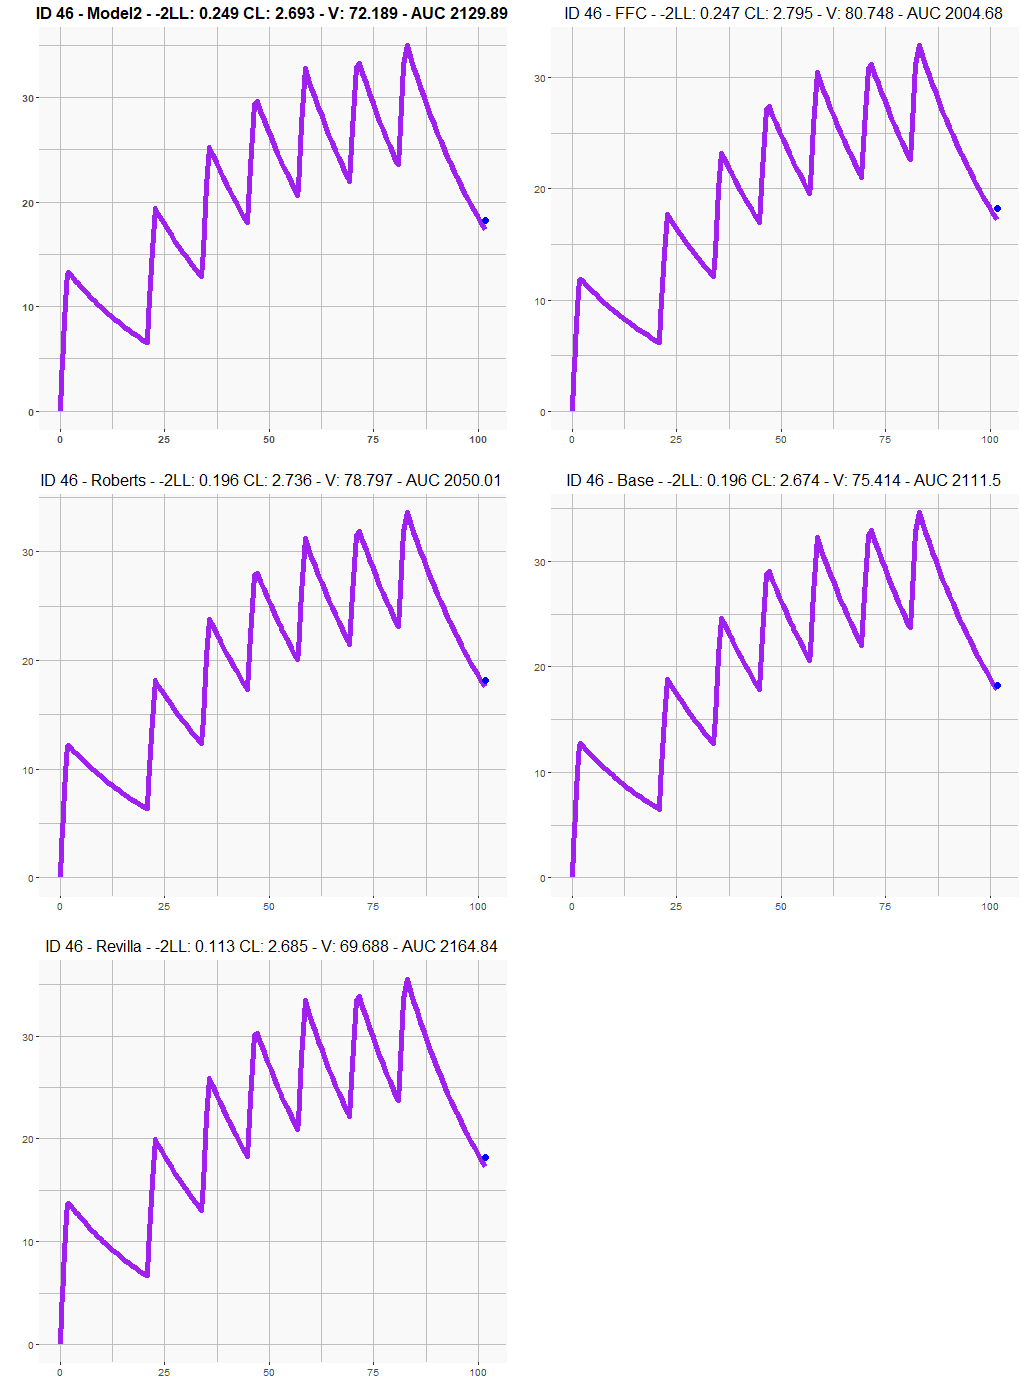 ID 46 - Model2 - -2LL: 0.249 CL: 2.693 - V: 72.189 - AUC 2129.89
30
20
10
0
0 25 50 75 100
ID 46 - FFC - -2LL: 0.247 CL: 2.795 - V: 80.748 - AUC 2004.68
30
20
10
0
0 25 50 75 100
ID 46 - Roberts - -2LL: 0.196 CL: 2.736 - V: 78.797 - AUC 2050.01
30
20
10
0
0 25 50 75 100
ID 46 - Base - -2LL: 0.196 CL: 2.674 - V: 75.414 - AUC 2111.5
30
20
10
0
0 25 50 75 100
ID 46 - Revilla - -2LL: 0.113 CL: 2.685 - V: 69.688 - AUC 2164.84
30
20
10
0
0 25 50 75 100